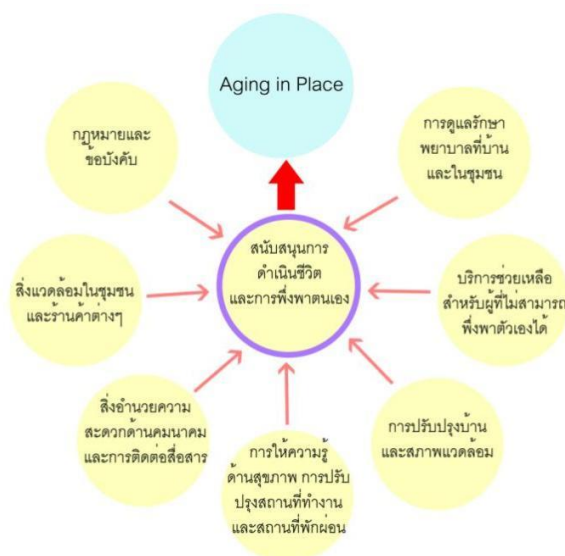 Aging in Place
กฎหมายและ
ข้อบังคับ
การดูแลรักษา
พยาบาลที่บ้าน
และในชุมชน
สนับสนุนการ
ดำเนินชีวิต
และการพึ่งพาตนเอง
สิ่งแวดล้อมในชุมชน
และร้านค้าต่างๆ
บริการช่วยเหลือ
สำหรับผู้ที่ไม่สามารถ
พึ่งพาตัวเองได้
สิ่งอำนวยความ
สะดวกด้านคมนาคม
และการติดต่อสื่อสาร
การให้ความรู้
ด้านสุขภาพ การปรับ
ปรุงสถานที่ทำงาน
และสถานที่พักผ่อน
การปรับปรุงบ้าน
และสภาพแวดล้อม